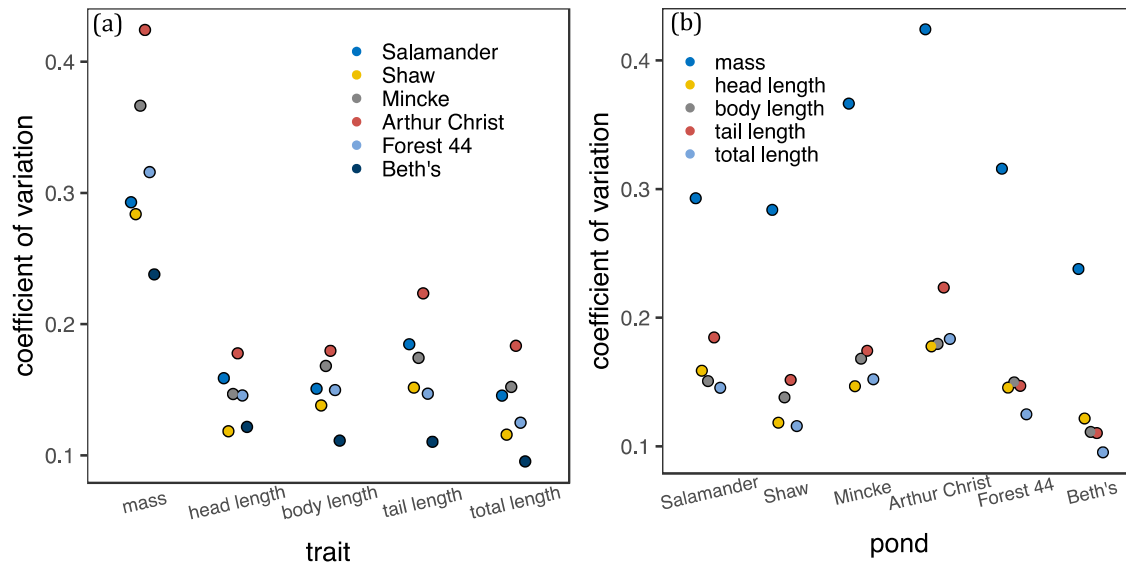 (a)
Salamander
Shaw
Mincke
Arthur Christ
Forest 44
Beth's
0.4
0.3
0.2
0.1
coefficient of variation
mass
head length
body length
tail length
total length
trait
(b)
mass
head length
body length
tail length
total length
0.4
0.3
0.2
0.1
coefficient of variation
Salamander
Shaw
Mincke
Arthur Christ
Forest 44
Beth's
pond